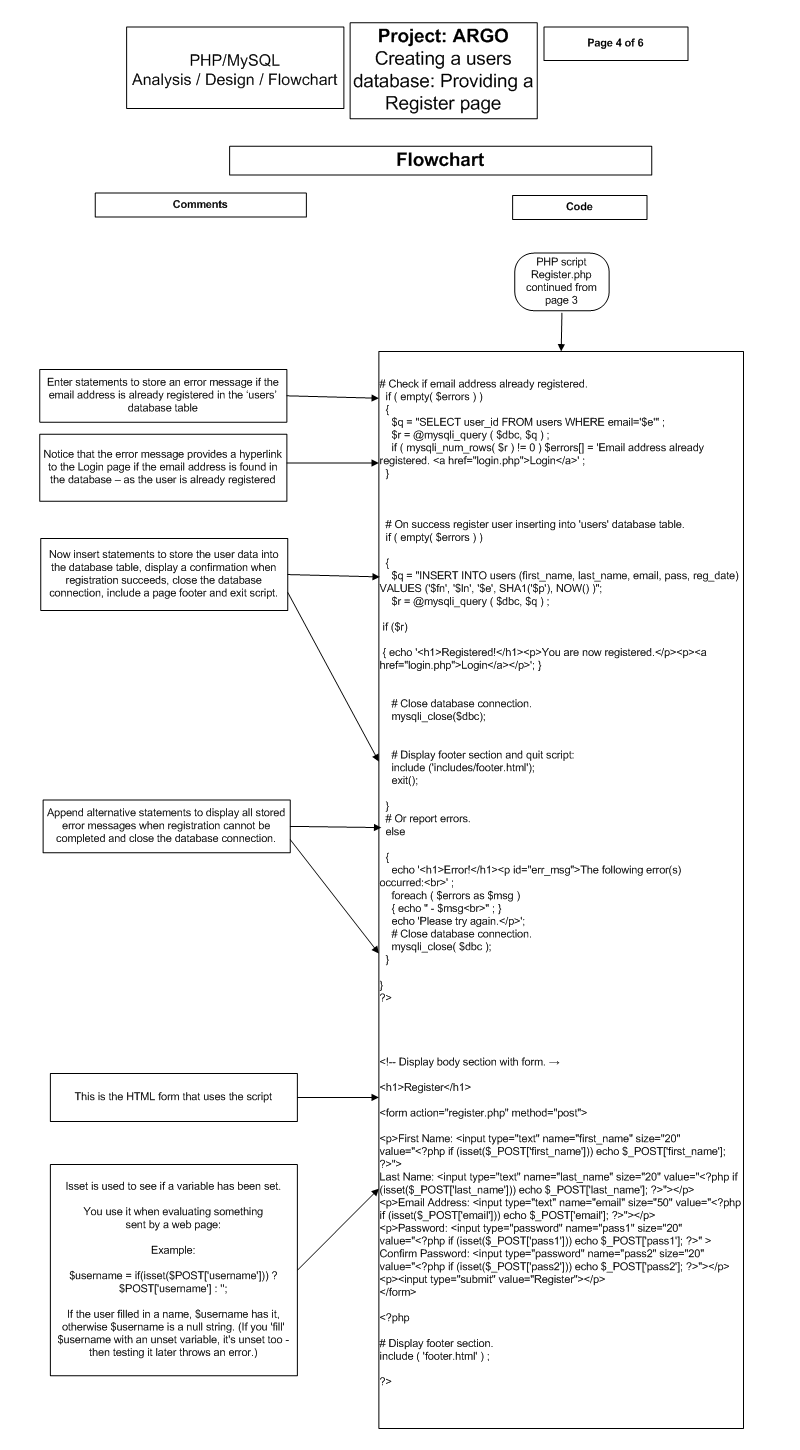 PHP/MySQL
Analysis / Design / Flowchart
Project: ARGO
Creating a users
database: Providing a
Register page
Page 4 of 6
Flowchart
Comments
Code
PHP script
Register.php
continued from
page 3
Enter statements to store an error message if the
email address is already registered in the ‘users’
database table
Notice that the error message provides a hyperlink
to the Login page if the email address is found in
the database – as the user is already registered
Now insert statements to store the user data into
the database table, display a confirmation when
registration succeeds, close the database
connection, include a page footer and exit script.
Append alternative statements to display all stored
error messages when registration cannot be
completed and close the database connection.
This is the HTML form that uses the script
Isset is used to see if a variable has been set.
You use it when evaluating something
sent by a web page:
Example:
$username = if(isset($POST['username'])) ?
$POST['username'] : '';
If the user filled in a name, $username has it,
otherwise $username is a null string. (If you 'fill'
$username with an unset variable, it's unset too -
then testing it later throws an error.)
# Check if email address already registered.
if ( empty( $errors ) )
{
$q = "SELECT user_id FROM users WHERE email='$e'" ;
$r = @mysqli_query ( $dbc, $q ) ;
if ( mysqli_num_rows( $r ) != 0 ) $errors[] = 'Email address already
registered. <a href="login.php">Login</a>' ;
}
# On success register user inserting into 'users' database table.
if ( empty( $errors ) )
{
$q = "INSERT INTO users (first_name, last_name, email, pass, reg_date)
VALUES ('$fn', '$ln', '$e', SHA1('$p'), NOW() )";
$r = @mysqli_query ( $dbc, $q ) ;
if ($r)
{ echo '<h1>Registered!</h1><p>You are now registered.</p><p><a
href="login.php">Login</a></p>'; }
# Close database connection.
mysqli_close($dbc);
# Display footer section and quit script:
include ('includes/footer.html');
exit();
}
# Or report errors.
else
{
echo '<h1>Error!</h1><p id="err_msg">The following error(s)
occurred:<br>' ;
foreach ( $errors as $msg )
{ echo " - $msg<br>" ; }
echo 'Please try again.</p>';
# Close database connection.
mysqli_close( $dbc );
}
}
?>
<!-- Display body section with form. →
<h1>Register</h1>
<form action="register.php" method="post">
<p>First Name: <input type="text" name="first_name" size="20"
value="<?php if (isset($_POST['first_name'])) echo $_POST['first_name'];
?>">
Last Name: <input type="text" name="last_name" size="20" value="<?php if
(isset($_POST['last_name'])) echo $_POST['last_name']; ?>"></p>
<p>Email Address: <input type="text" name="email" size="50" value="<?php
if (isset($_POST['email'])) echo $_POST['email']; ?>"></p>
<p>Password: <input type="password" name="pass1" size="20"
value="<?php if (isset($_POST['pass1'])) echo $_POST['pass1']; ?>" >
Confirm Password: <input type="password" name="pass2" size="20"
value="<?php if (isset($_POST['pass2'])) echo $_POST['pass2']; ?>"></p>
<p><input type="submit" value="Register"></p>
</form>
<?php
# Display footer section.
include ( 'footer.html' ) ;
?>